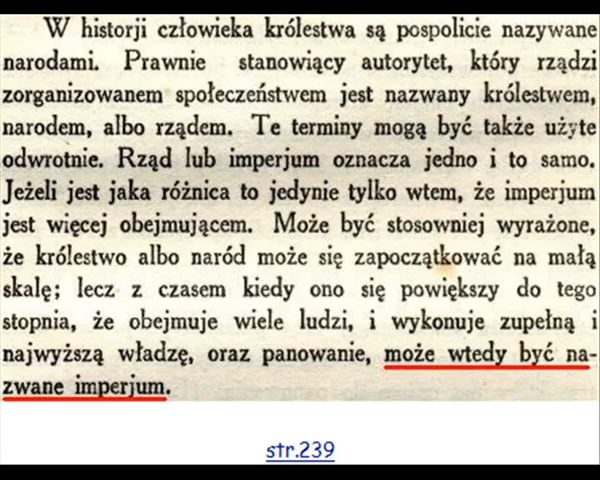 W historji człowieka królestwa są pospolicie nazywane
narodami. Prawnie stanowiący autorytet, który rządzi
zorganizowanem społeczeństwem jest nazwany królestwem,
narodem, albo rządem. Te terminy mogą być także użyte
odwrotnie. Rząd lub imperjum oznacza jedno i to samo.
Jeżeli jest jaka różnica to jedynie tylko wtem, że imperjum
jest więcej obejmującem. Może być stosowniej wyrażone,
że królestwo albo naród może się zapoczątkować na małą
skalę; lecz z czasem kiedy ono się powiększy do tego
stopnia, że obejmuje wiele ludzi, i wykonuje zupełną i
najwyższą władzę, oraz panowanie, może wtedy być na-
zwane imperjum.
str.239